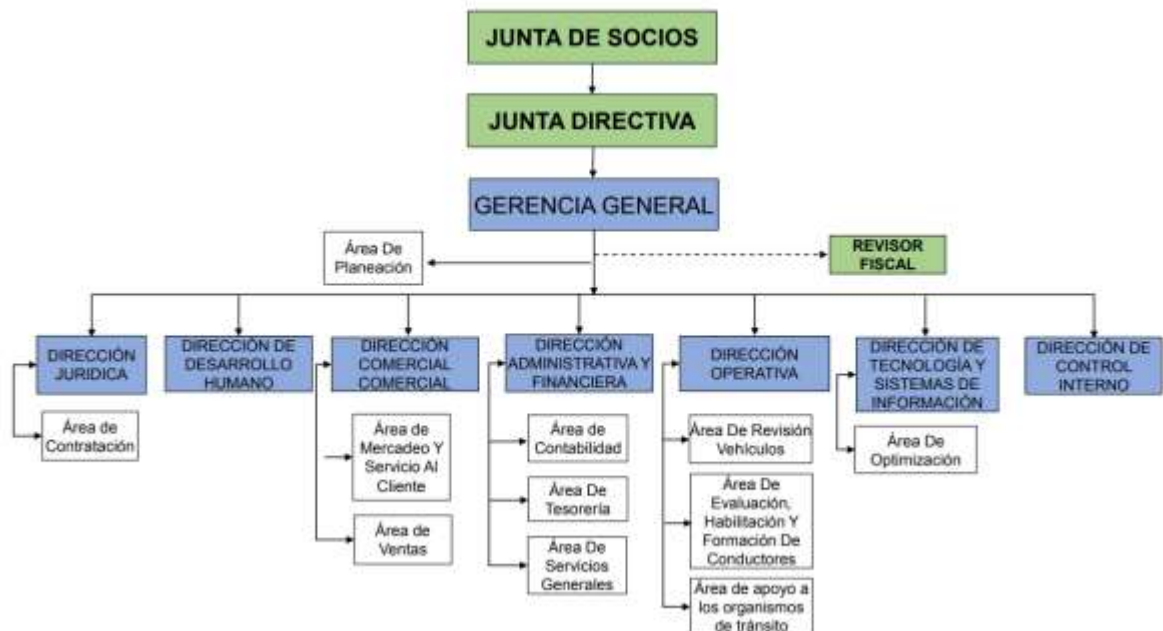 JUNTA DE SOCIOS
JUNTA DIRECTIVA
GERENCIA GENERAL
Área De
Planeación
REVISOR
FISCAL
DIRECCIÓN
JURIDICA
DIRECCIÓN DE
DESARROLLO
HUMANO
DIRECCIÓN
COMERCIAL
COMERCIAL
DIRECCIÓN
ADMINISTRATIVA Y
FINANCIERA
DIRECCIÓN
OPERATIVA
DIRECCIÓN DE
TECNOLOGÍA Y
SISTEMAS DE
INFORMACIÓN
DIRECCIÓN DE
CONTROL
INTERNO
Área de
Contratación
Área de
Mercadeo Y
Servicio Al
Cliente
Área de
Ventas
Área de
Contabilidad
Área De
Tesorería
Área De
Servicios
Generales
Área De Revisión
Vehículos
Área De
Evaluación,
Habilitación Y
Formación De
Conductores
Área de apoyo a
los organismos
de tránsito
Área De
Optimización